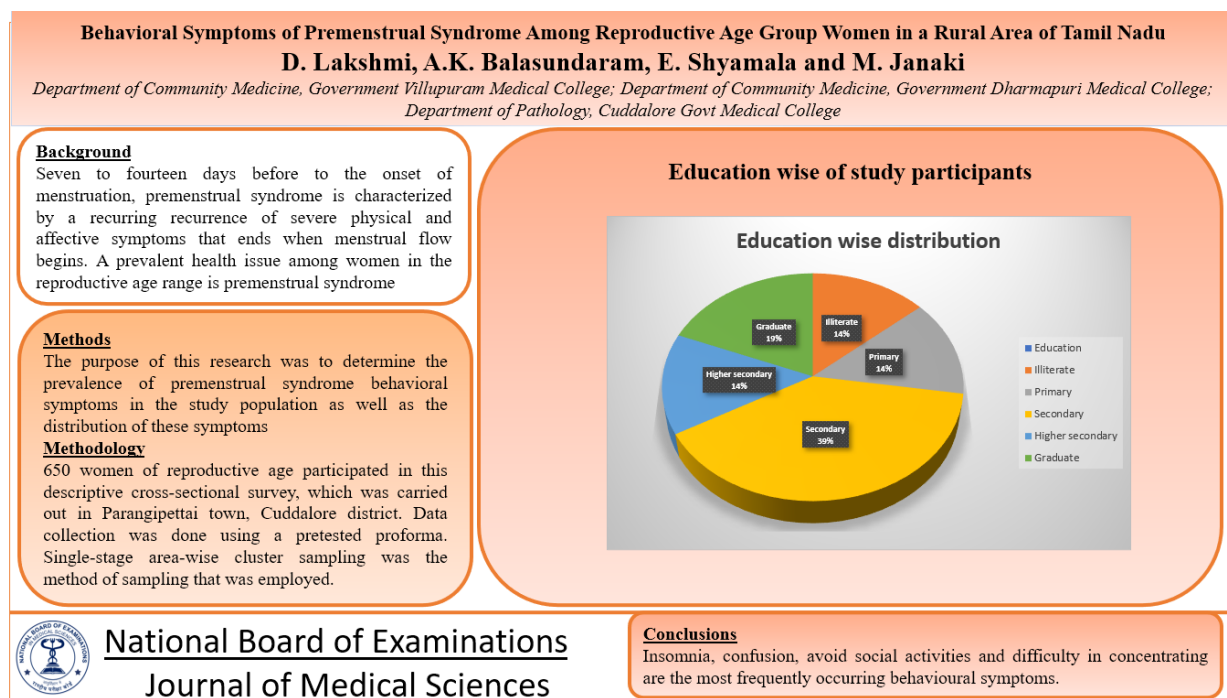 Behavioral Symptoms of Premenstrual Syndrome Among Reproductive Age Group Women in a Rural Area of Tamil Nadu
D. Lakshmi, A.K. Balasundaram, E. Shyamala and M. Janaki
Department of Community Medicine, Government Villupuram Medical College; Department of Community Medicine, Government Dharmapuri Medical College;
Department of Pathology, Cuddalore Govt Medical College
Background
Seven to fourteen days before to the onset of
menstruation, premenstrual syndrome is characterized
by a recurring recurrence of severe physical and
affective symptoms that ends when menstrual flow
begins. A prevalent health issue among women in the
reproductive age range is premenstrual syndrome
Methods
The purpose of this research was to determine the
prevalence of premenstrual syndrome behavioral
symptoms in the study population as well as the
distribution of these symptoms
Methodology
650 women of reproductive age participated in this
descriptive cross-sectional survey, which was carried
out in Parangipettai town, Cuddalore district. Data
collection was done using a pretested proforma.
Single-stage area-wise cluster sampling was the
method of sampling that was employed.
Education wise of study participants
Education wise distribution
Graduate
19%
Illiterate
14%
Primary
14%
Higher secondary
14%
Secondary
39%
Education
Illiterate
Primary
Secondary
Higher secondary
Graduate
NATIONAL BOARD OF EXAMINATIONS
IN MEDICAL SCIENCES
National Board of Examinations
Journal of Medical Sciences
Conclusions
Insomnia, confusion, avoid social activities and difficulty in concentrating
are the most frequently occurring behavioural symptoms.